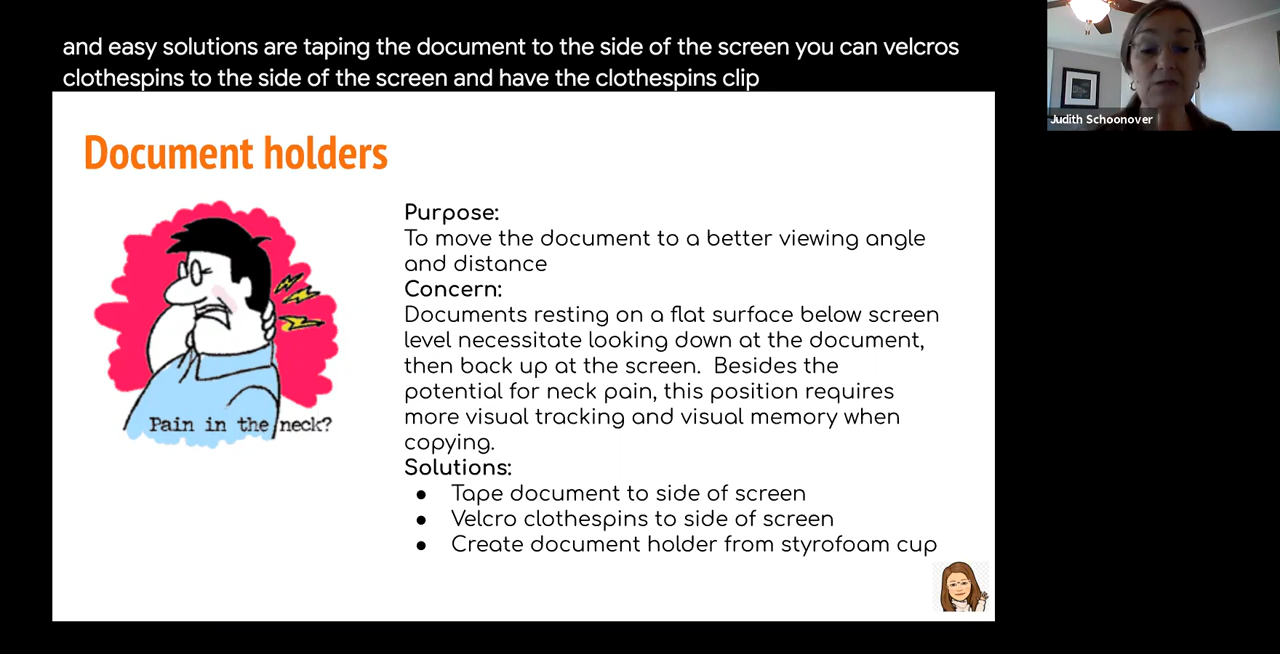 and easy solutions are taping the document to the side of the screen you can velcros
clothespins to the side of the screen and have the clothespins clip
Judith Schoonover
Document holders
Pain in the neck?
Purpose:
To move the document to a better viewing angle
and distance
Concern:
Documents resting on a flat surface below screen
level necessitate looking down at the document,
then back up at the screen.  Besides the
potential for neck pain, this position requires
more visual tracking and visual memory when
copying.
Solutions:
● Tape document to side of screen
● Velcro clothespins to side of screen
● Create document holder from styrofoam cup